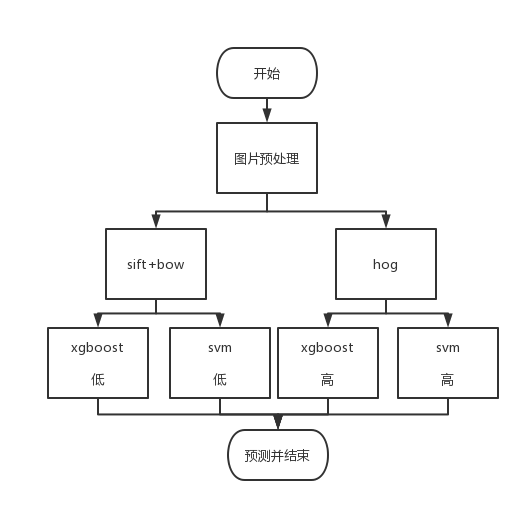 开始
图片预处理
sift+bow
hog
xgboost
低
svm
低
xgboost
高
svm
高
预测并结束